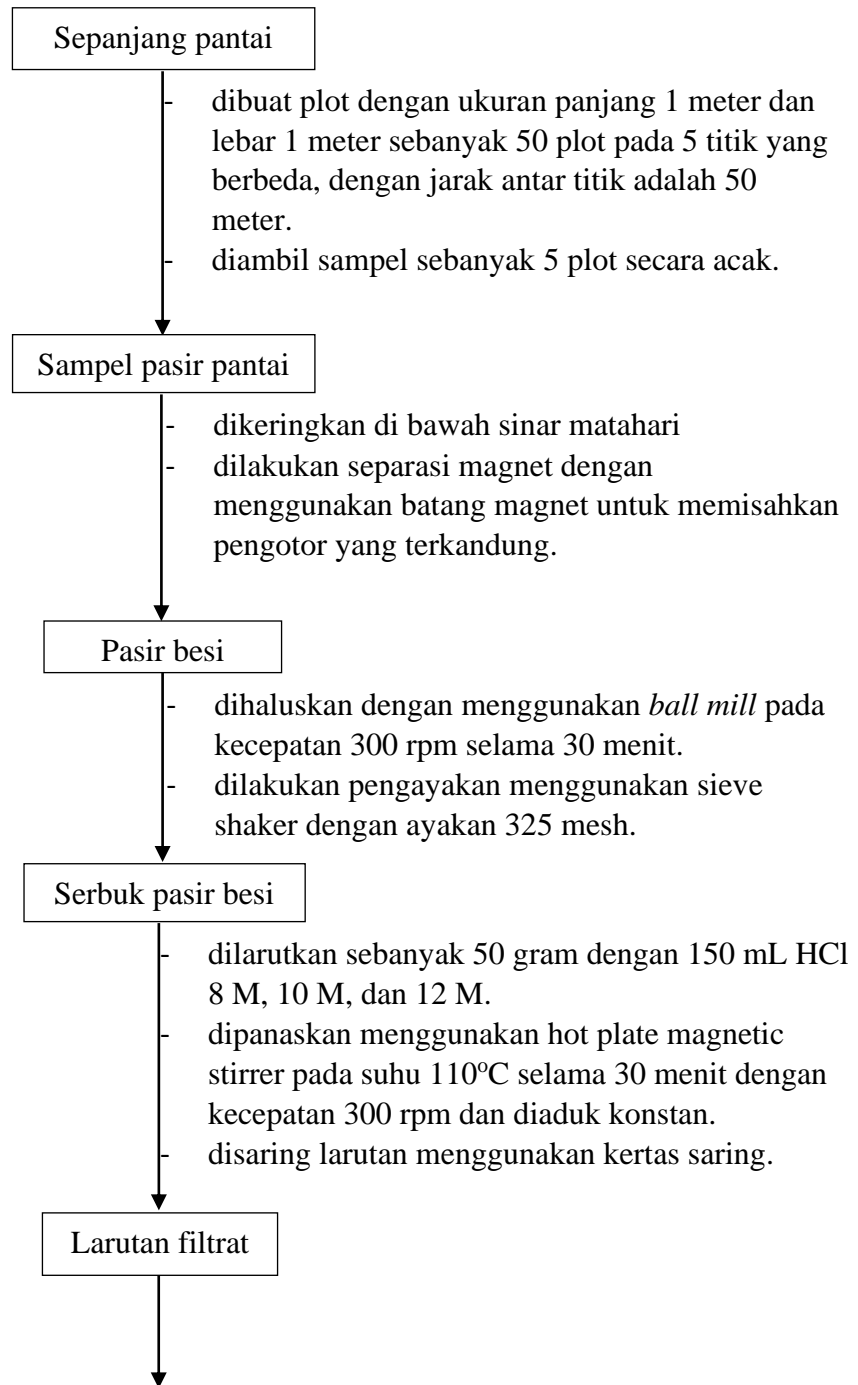 Sepanjang pantai
- dibuat plot dengan ukuran panjang 1 meter dan
lebar 1 meter sebanyak 50 plot pada 5 titik yang
berbeda, dengan jarak antar titik adalah 50
meter.
- diambil sampel sebanyak 5 plot secara acak.
Sampel pasir pantai
- dikeringkan di bawah sinar matahari
- dilakukan separasi magnet dengan
menggunakan batang magnet untuk memisahkan
pengotor yang terkandung.
Pasir besi
- dihaluskan dengan menggunakan ball mill pada
kecepatan 300 rpm selama 30 menit.
- dilakukan pengayakan menggunakan sieve
shaker dengan ayakan 325 mesh.
Serbuk pasir besi
- dilarutkan sebanyak 50 gram dengan 150 mL HCl
8 M, 10 M, dan 12 M.
- dipanaskan menggunakan hot plate magnetic
stirrer pada suhu 110°C selama 30 menit dengan
kecepatan 300 rpm dan diaduk konstan.
- disaring larutan menggunakan kertas saring.
Larutan filtrat